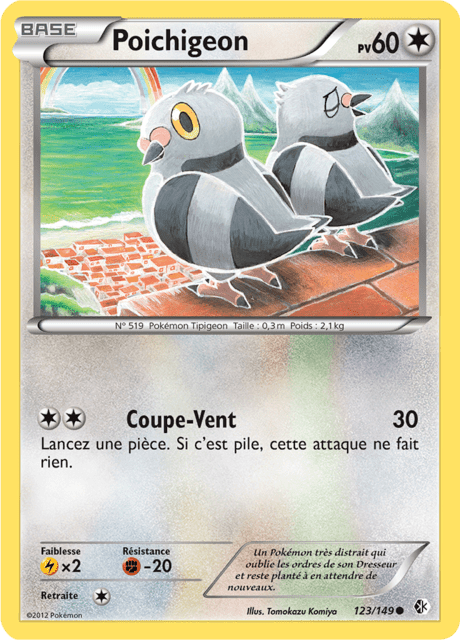 BASE
Poichigeon
PV60
N° 519 Pokémon Tipigeon Taille : 0,3 m Poids : 2,1 kg
Coupe-Vent 30
Lancez une pièce. Si c'est pile, cette attaque ne fait
rien.
Faiblesse
×2
Résistance
-20
Retraite
Un Pokémon très distrait qui
oublie les ordres de son Dresseur
et reste planté à en attendre de
nouveaux.
©2012 Pokémon
Illus. Tomokazu Komiya
123/149